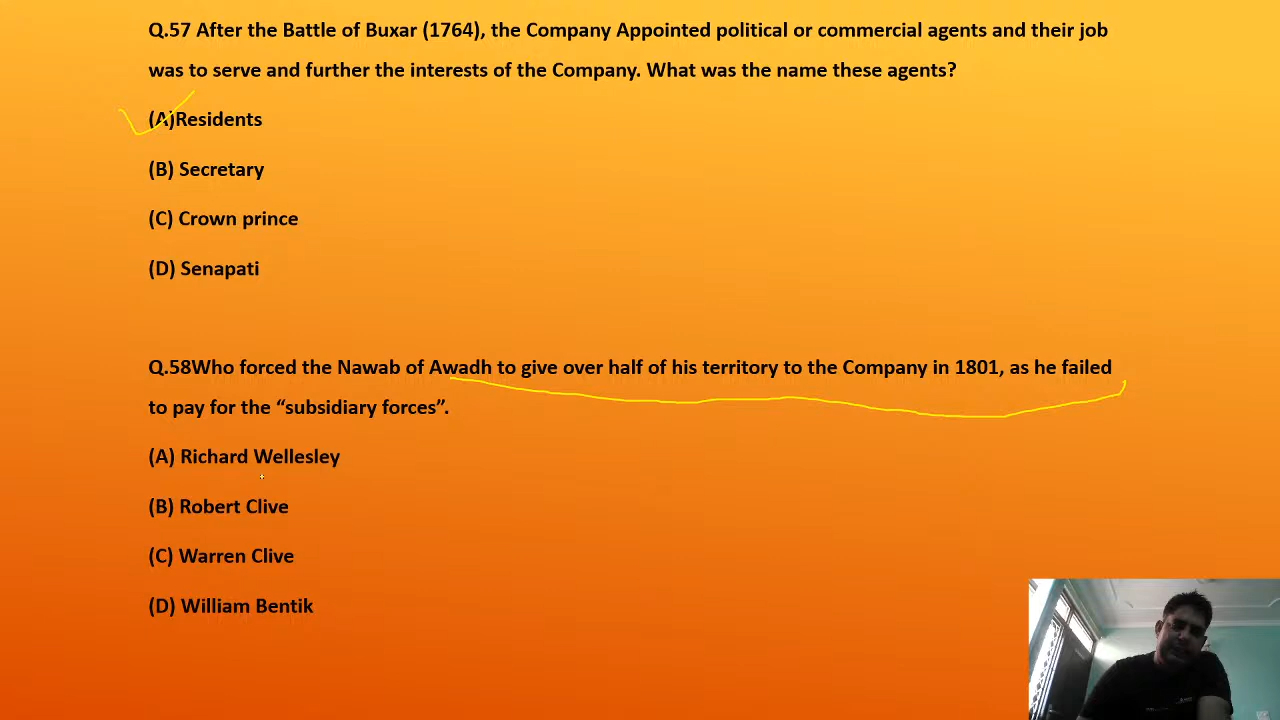 Q.57 After the Battle of Buxar (1764), the Company Appointed political or commercial agents and their job
was to serve and further the interests of the Company. What was the name these agents?
(A)Residents
(B) Secretary
(C) Crown prince
(D) Senapati
Q.58Who forced the Nawab of Awadh to give over half of his territory to the Company in 1801, as he failed
to pay for the “subsidiary forces”.
(A) Richard Wellesley
(B) Robert Clive
(C) Warren Clive
(D) William Bentik